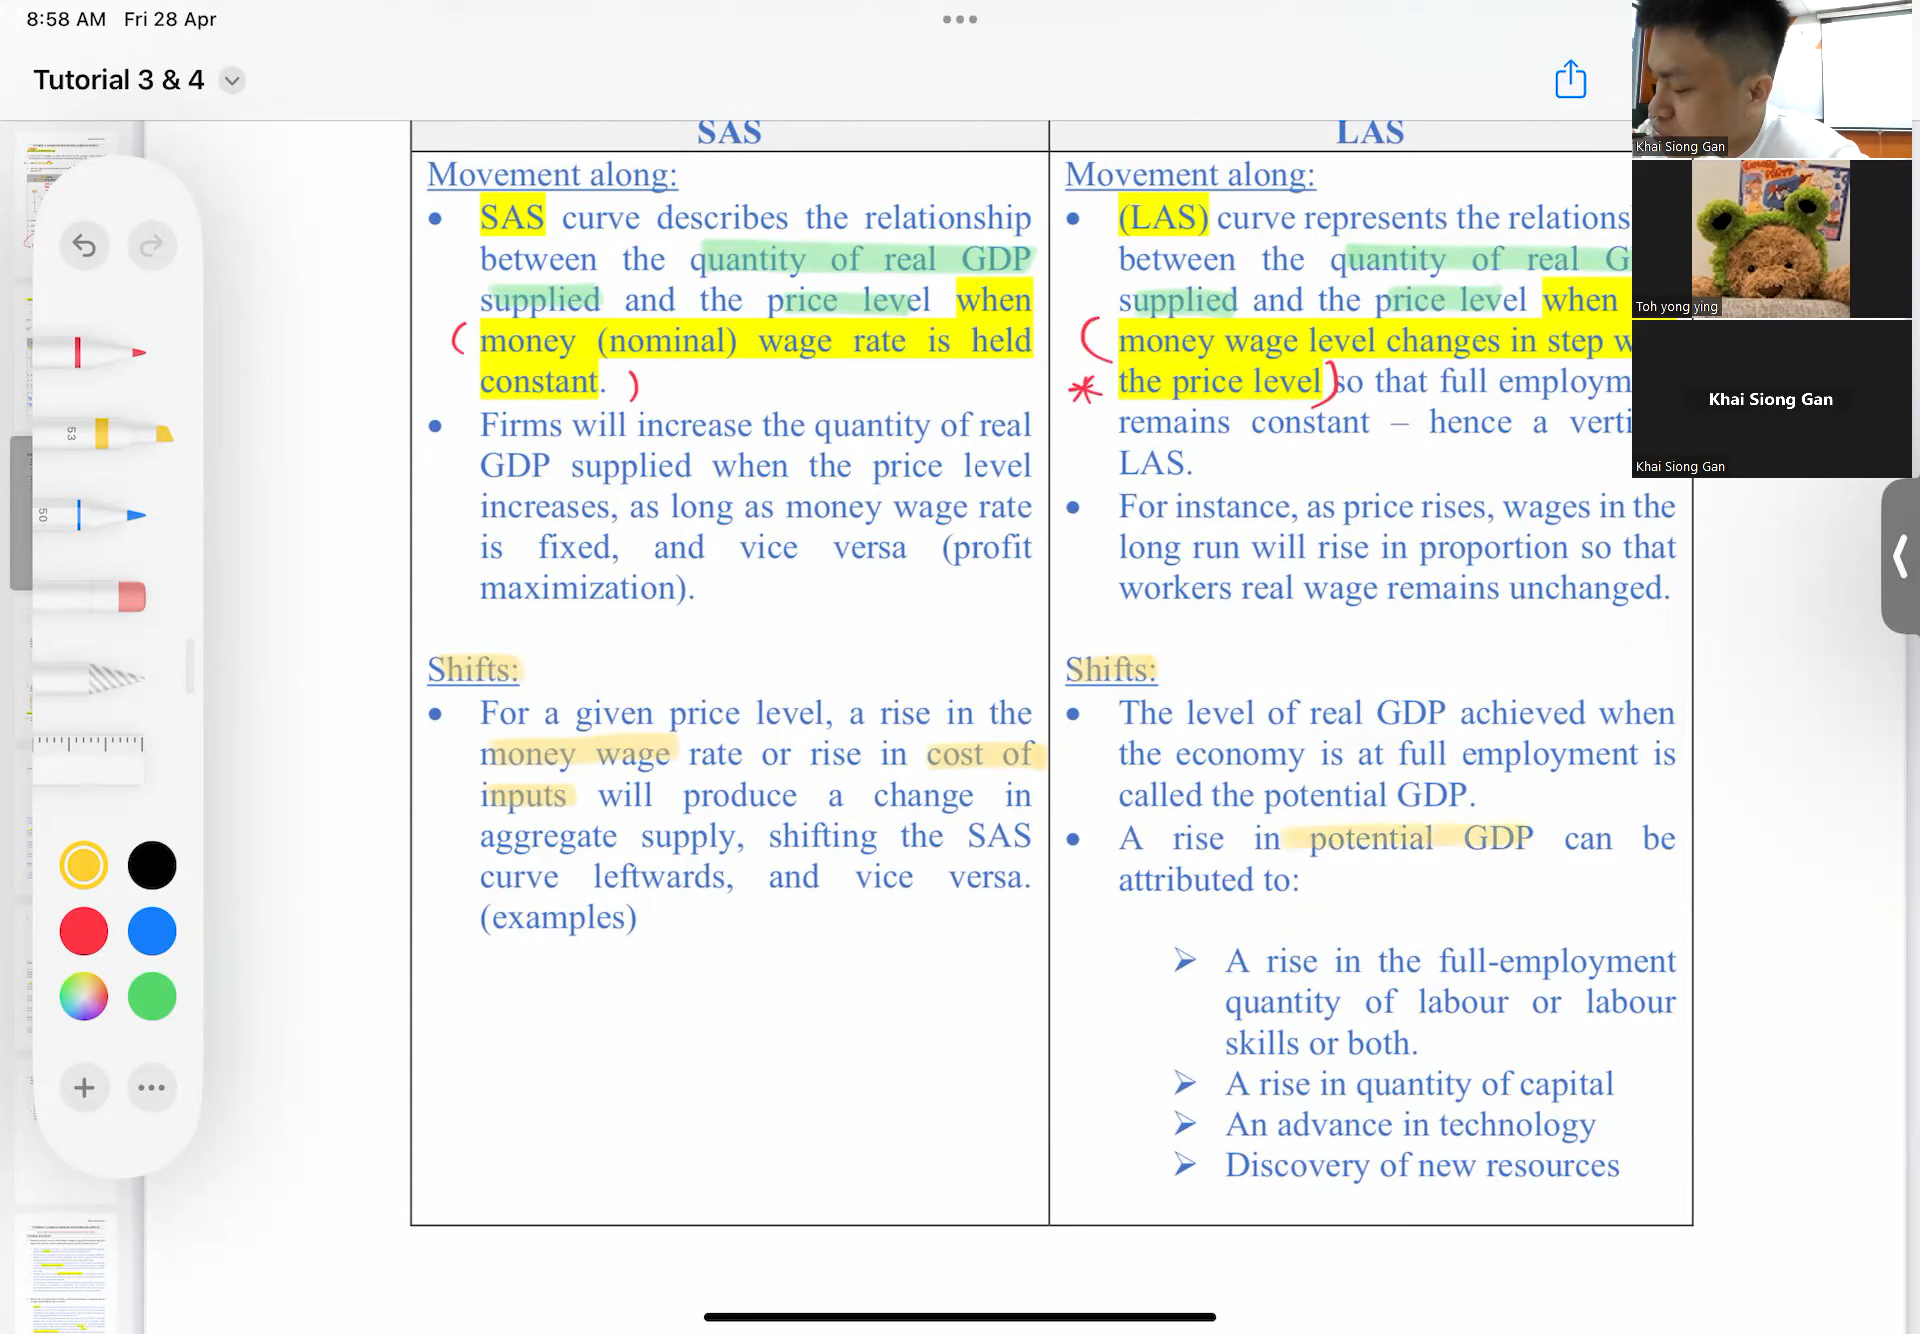 8:58 AM Fri 28 Apr
Tutorial 3 & 4
SAS
Movement along:
• SAS curve describes the relationship
between the quantity of real GDP
supplied and the price level when
( money (nominal) wage rate is held
constant. )
• Firms will increase the quantity of real
GDP supplied when the price level
increases, as long as money wage rate
is fixed, and vice versa (profit
maximization).
Shifts:
• For a given price level, a rise in the
money wage rate or rise in cost of
inputs will produce a change in
aggregate supply, shifting the SAS
curve leftwards, and vice versa.
(examples)
LAS
Movement along:
• (LAS) curve represents the relations
between the quantity of real G
supplied and the price level when
( money wage level changes in step w
* the price level ) so that full employm
remains constant – hence a verti
LAS.
• For instance, as price rises, wages in the
long run will rise in proportion so that
workers real wage remains unchanged.
Shifts:
• The level of real GDP achieved when
the economy is at full employment is
called the potential GDP.
• A rise in potential GDP can be
attributed to:
➢ A rise in the full-employment
quantity of labour or labour
skills or both.
➢ A rise in quantity of capital
➢ An advance in technology
➢ Discovery of new resources
Khai Siong Gan
Toh yong ying
Khai Siong Gan
Khai Siong Gan
53
50